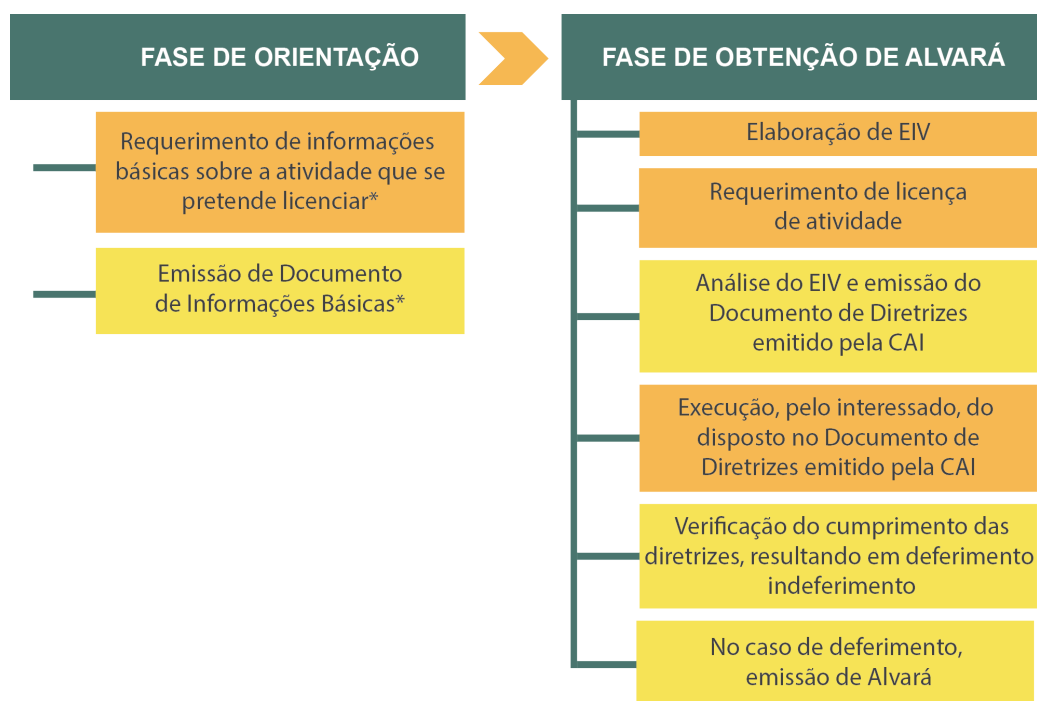 FASE DE ORIENTAÇÃO
Requerimento de informações
básicas sobre a atividade que se
pretende licenciar*
Emissão de Documento
de Informações Básicas*
FASE DE OBTENÇÃO DE ALVARÁ
Elaboração de EIV
Requerimento de licença
de atividade
Análise do EIV e emissão do
Documento de Diretrizes
emitido pela CAI
Execução, pelo interessado, do
disposto no Documento de
Diretrizes emitido pela CAI
Verificação do cumprimento das
diretrizes, resultando em deferimento
indeferimento
No caso de deferimento,
emissão de Alvará